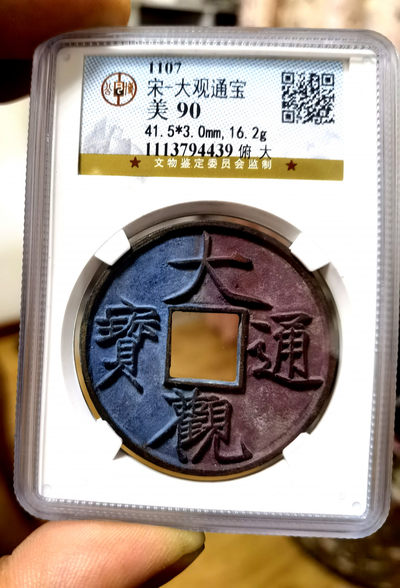 1107
宋-大观通宝
美 90
41.5*3.0mm,16.2g
1113794439 俯 大
★ 文物鉴定委员会监制 ★
大
寶 通
觀